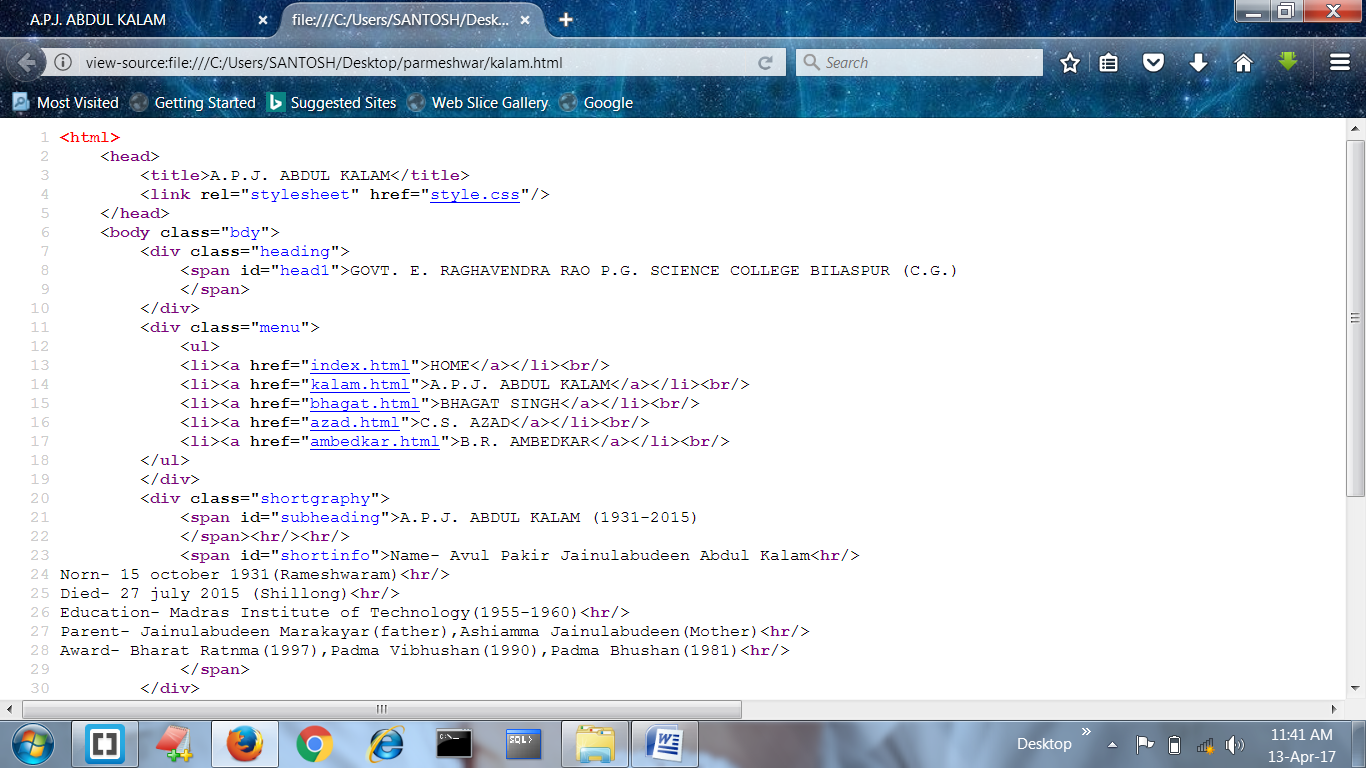 A.P.J. ABDUL KALAM
file:///C:/Users/SANTOSH/Desk...
view-source:file:///C:/Users/SANTOSH/Desktop/parmeshwar/kalam.html
Search
Most Visited Getting Started Suggested Sites Web Slice Gallery Google
1 <html>
2 <head>
3 <title>A.P.J. ABDUL KALAM</title>
4 <link rel="stylesheet" href="style.css"/>
5 </head>
6 <body class="bdy">
7 <div class="heading">
8 <span id="head1">GOVT. E. RAGHAVENDRA RAO P.G. SCIENCE COLLEGE BILASPUR (C.G.)
9 </span>
10 </div>
11 <div class="menu">
12 <ul>
13 <li><a href="index.html">HOME</a></li><br/>
14 <li><a href="kalam.html">A.P.J. ABDUL KALAM</a></li><br/>
15 <li><a href="bhagat.html">BHAGAT SINGH</a></li><br/>
16 <li><a href="azad.html">C.S. AZAD</a></li><br/>
17 <li><a href="ambedkar.html">B.R. AMBEDKAR</a></li><br/>
18 </ul>
19 </div>
20 <div class="shortgraphy">
21 <span id="subheading">A.P.J. ABDUL KALAM (1931-2015)
22 </span><hr/><hr/>
23 <span id="shortinfo">Name- Avul Pakir Jainulabudeen Abdul Kalam<hr/>
24 Norn- 15 october 1931(Rameshwaram)<hr/>
25 Died- 27 july 2015 (Shillong)<hr/>
26 Education- Madras Institute of Technology(1955-1960)<hr/>
27 Parent- Jainulabudeen Marakayar(father),Ashiamma Jainulabudeen(Mother)<hr/>
28 Award- Bharat Ratnma(1997),Padma Vibhushan(1990),Padma Bhushan(1981)<hr/>
29 </span>
30 </div>
C:\_
SQL>
W
Desktop »
11:41 AM
13-Apr-17